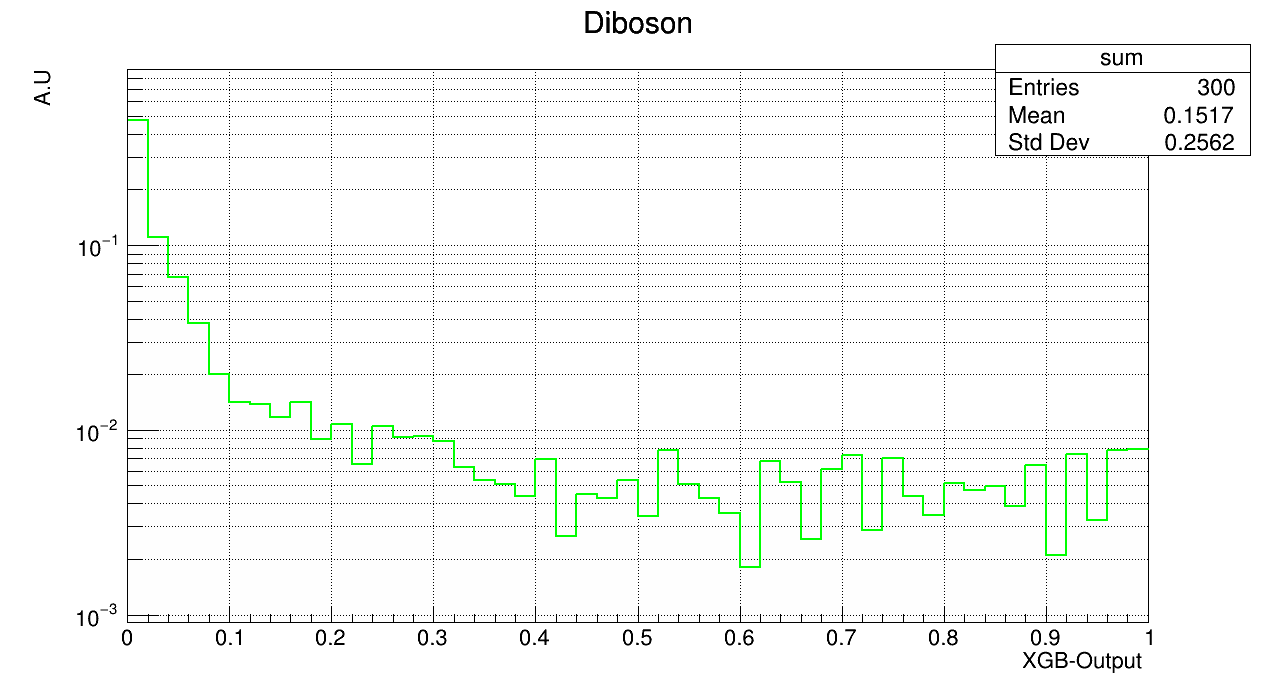 Diboson
A.U
sum
Entries 300
Mean 0.1517
Std Dev 0.2562
10⁻¹
10⁻²
10⁻³
0 0.1 0.2 0.3 0.4 0.5 0.6 0.7 0.8 0.9 1
XGB-Output